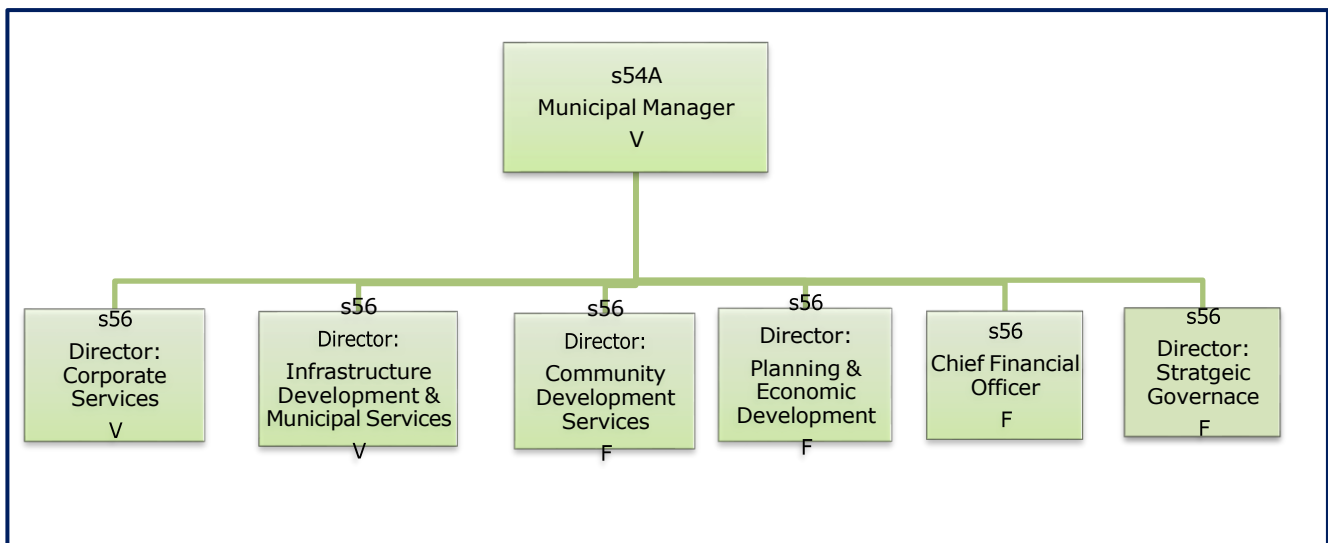 s54A
Municipal Manager
V
s56
Director:
Corporate
Services
V
s56
Director:
Infrastructure
Development &
Municipal Services
V
s56
Director:
Community
Development
Services
F
s56
Director:
Planning &
Economic
Development
F
s56
Chief Financial
Officer
F
s56
Director:
Stratgeic
Governace
F